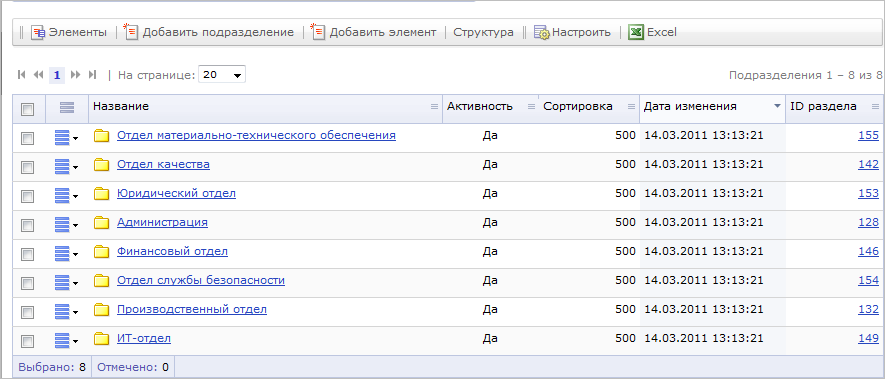 Элементы Добавить подразделение Добавить элемент Структура Настроить Excel
1 На странице: 20 Подразделения 1 – 8 из 8
Название Активность Сортировка Дата изменения ID раздела
Отдел материально-технического обеспечения Да 500 14.03.2011 13:13:21 155
Отдел качества Да 500 14.03.2011 13:13:21 142
Юридический отдел Да 500 14.03.2011 13:13:21 153
Администрация Да 500 14.03.2011 13:13:21 128
Финансовый отдел Да 500 14.03.2011 13:13:21 146
Отдел службы безопасности Да 500 14.03.2011 13:13:21 154
Производственный отдел Да 500 14.03.2011 13:13:21 132
ИТ-отдел Да 500 14.03.2011 13:13:21 149
Выбрано: 8 Отмечено: 0